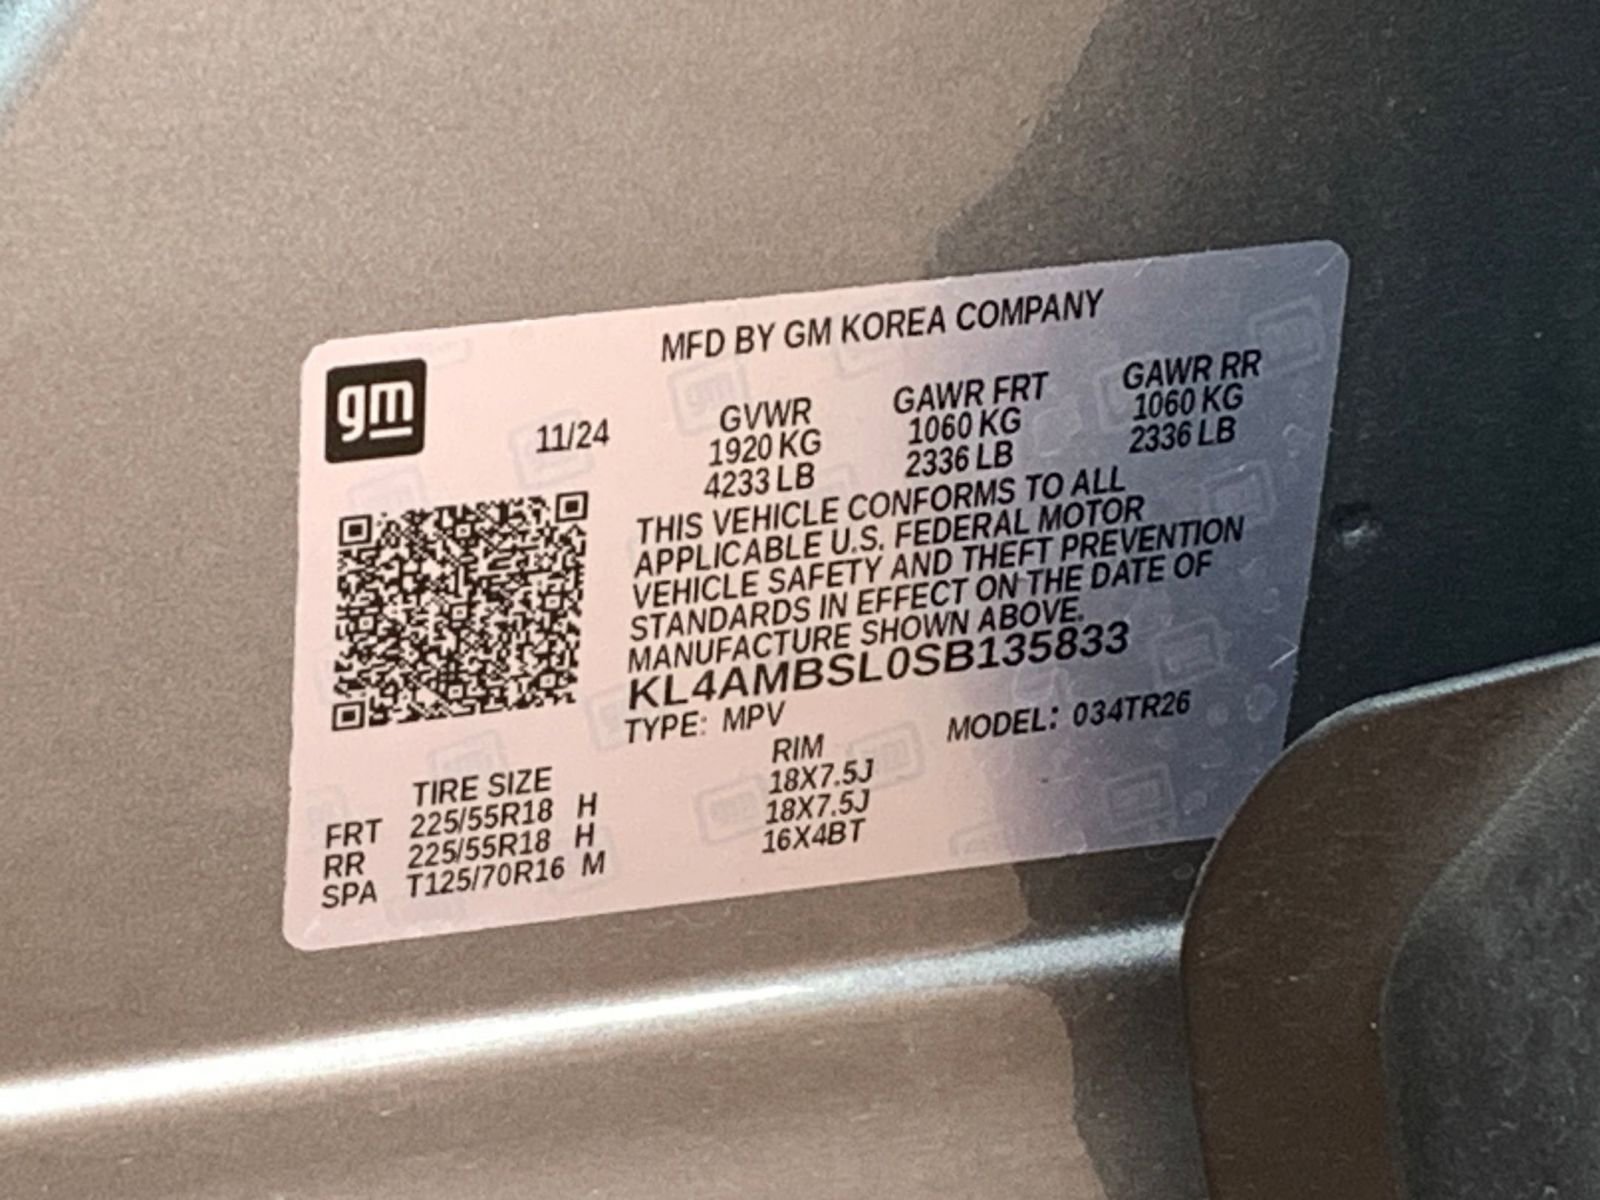 MFD BY GM KOREA COMPANY
gm
11/24
GVWR GAWR FRT GAWR RR
1920 KG 1060 KG 1060 KG
4233 LB 2336 LB 2336 LB
THIS VEHICLE CONFORMS TO ALL
APPLICABLE U.S. FEDERAL MOTOR
VEHICLE SAFETY AND THEFT PREVENTION
STANDARDS IN EFFECT ON THE DATE OF
MANUFACTURE SHOWN ABOVE.
KL4AMBSL0SB135833
TYPE: MPV MODEL: 034TR26
TIRE SIZE RIM
FRT 225/55R18 H 18X7.5J
RR 225/55R18 H 18X7.5J
SPA T125/70R16 M 16X4BT